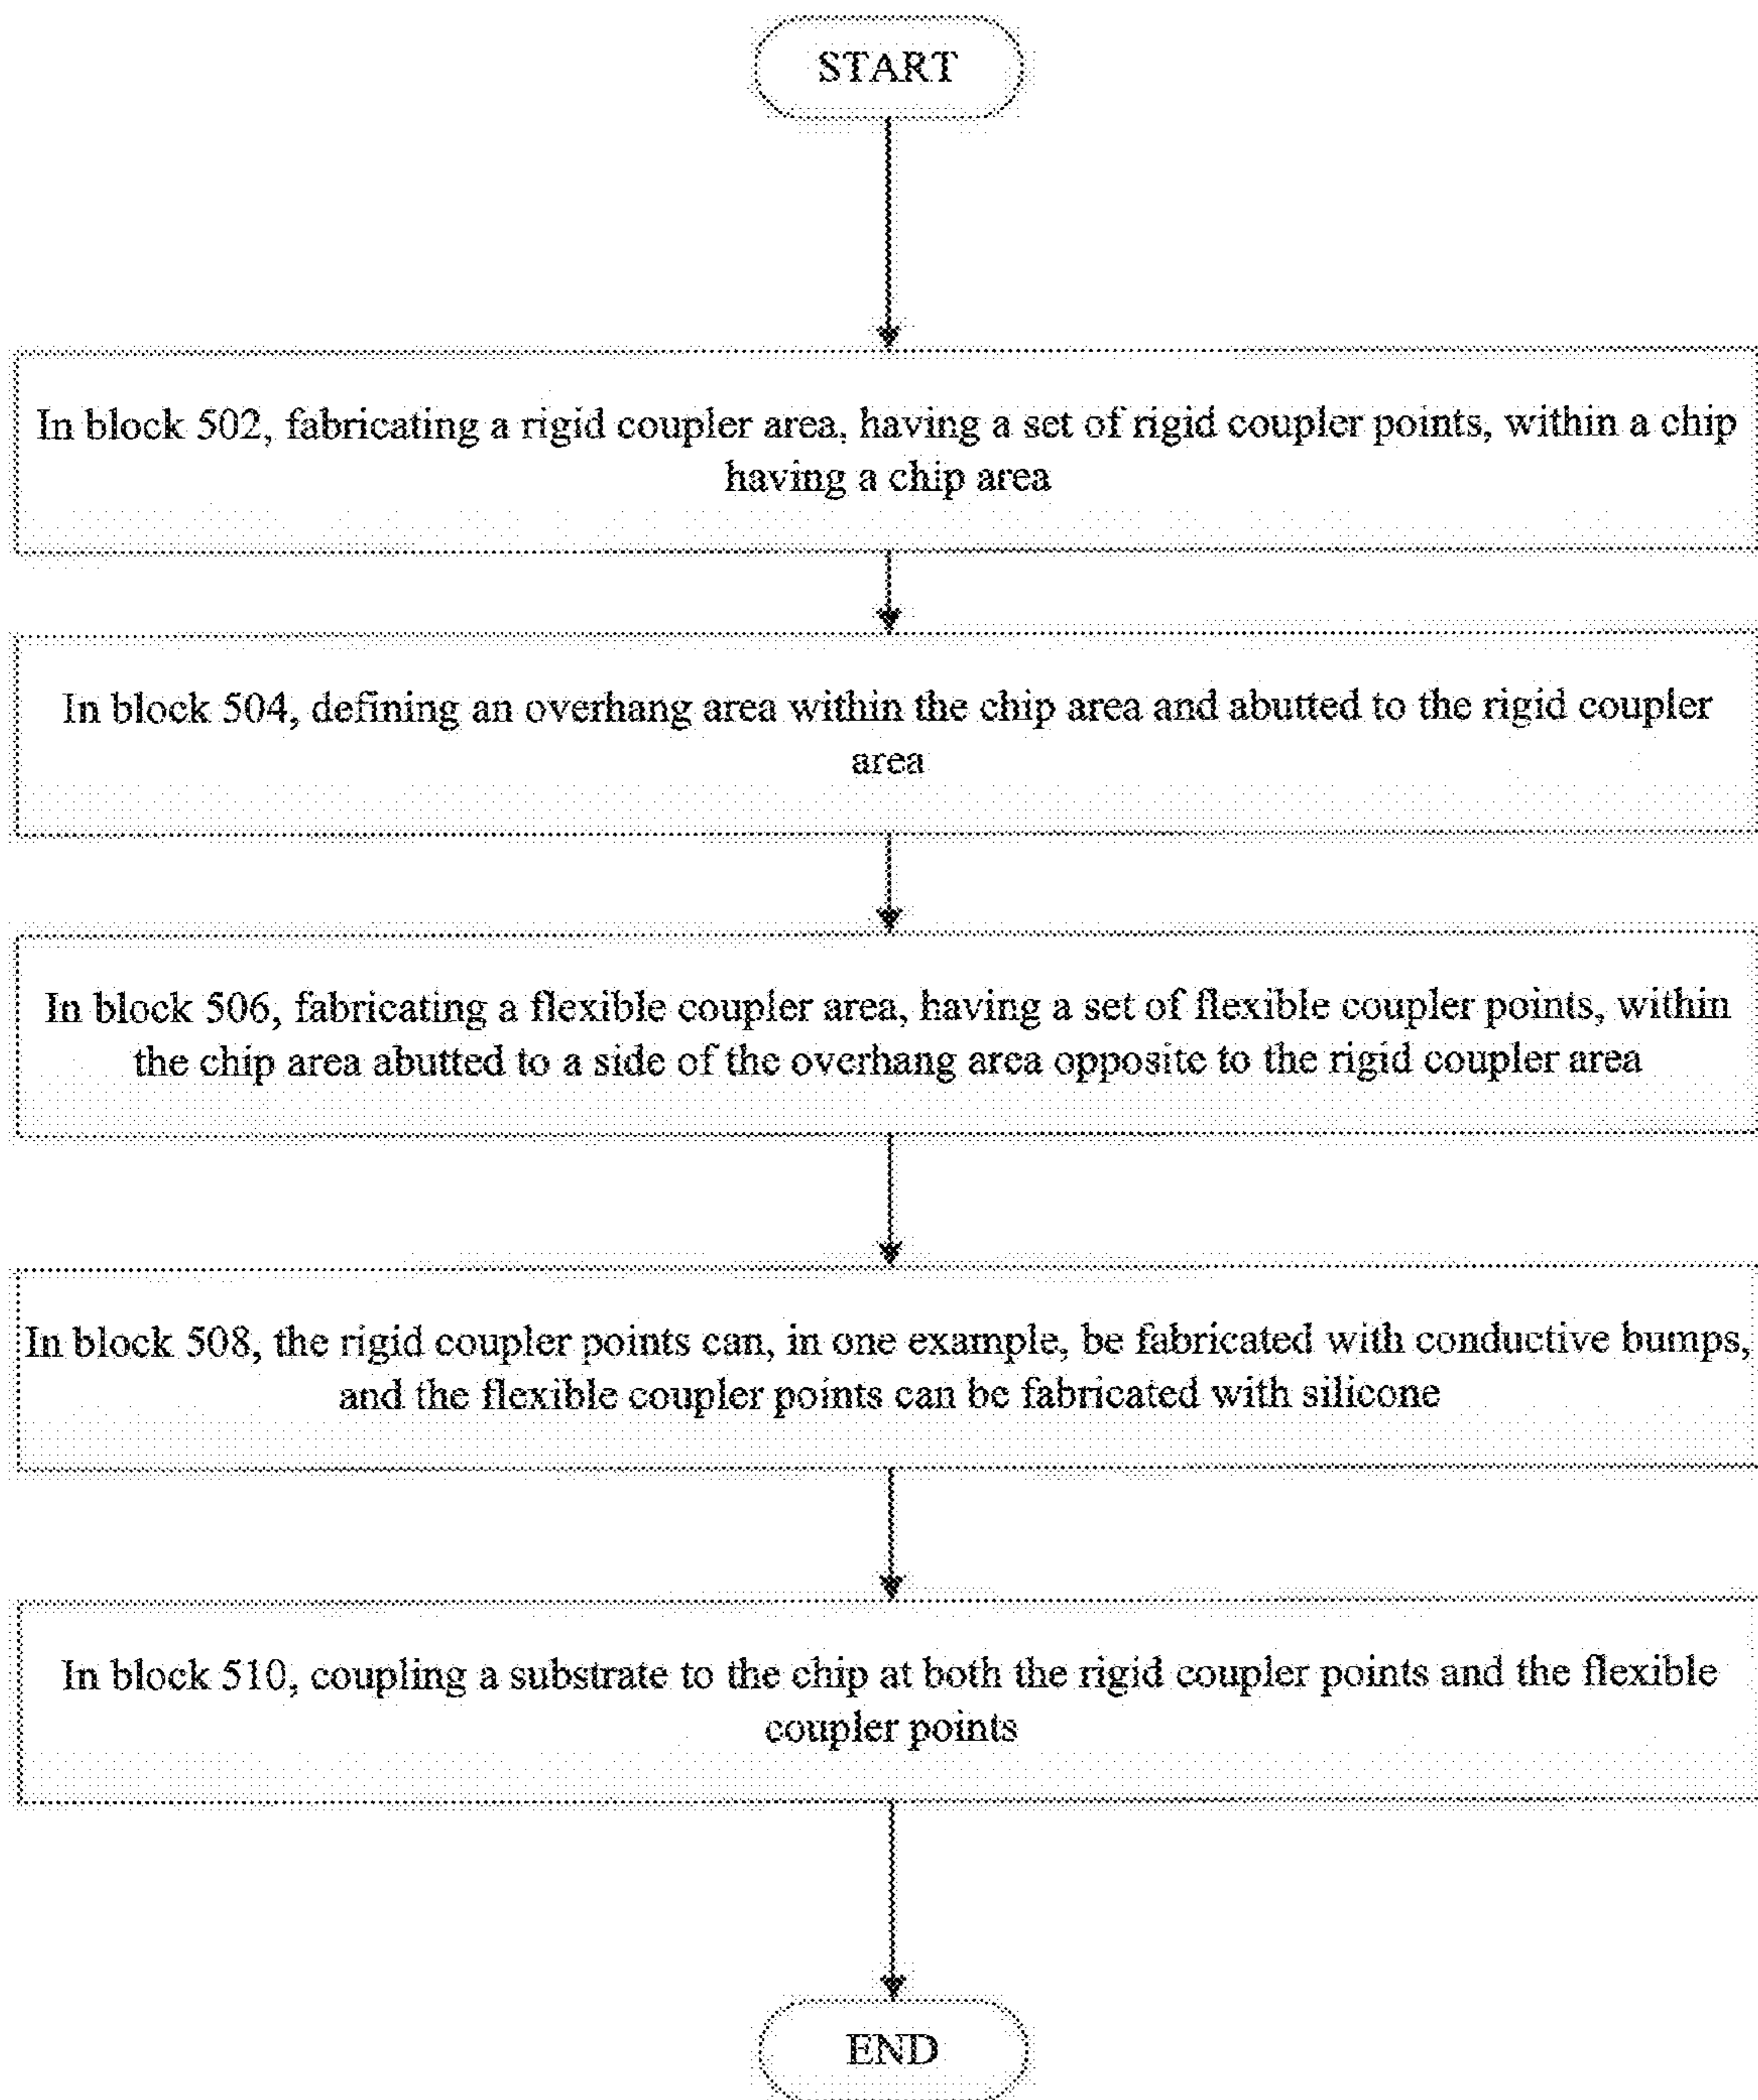 START
In block 502, fabricating a rigid coupler area, having a set of rigid coupler points, within a chip
having a chip area
In block 504, defining an overhang area within the chip area and abutted to the rigid coupler
area
In block 506, fabricating a flexible coupler area, having a set of flexible coupler points, within
the chip area abutted to a side of the overhang area opposite to the rigid coupler area
In block 508, the rigid coupler points can, in one example, be fabricated with conductive bumps,
and the flexible coupler points can be fabricated with silicone
In block 510, coupling a substrate to the chip at both the rigid coupler points and the flexible
coupler points
END